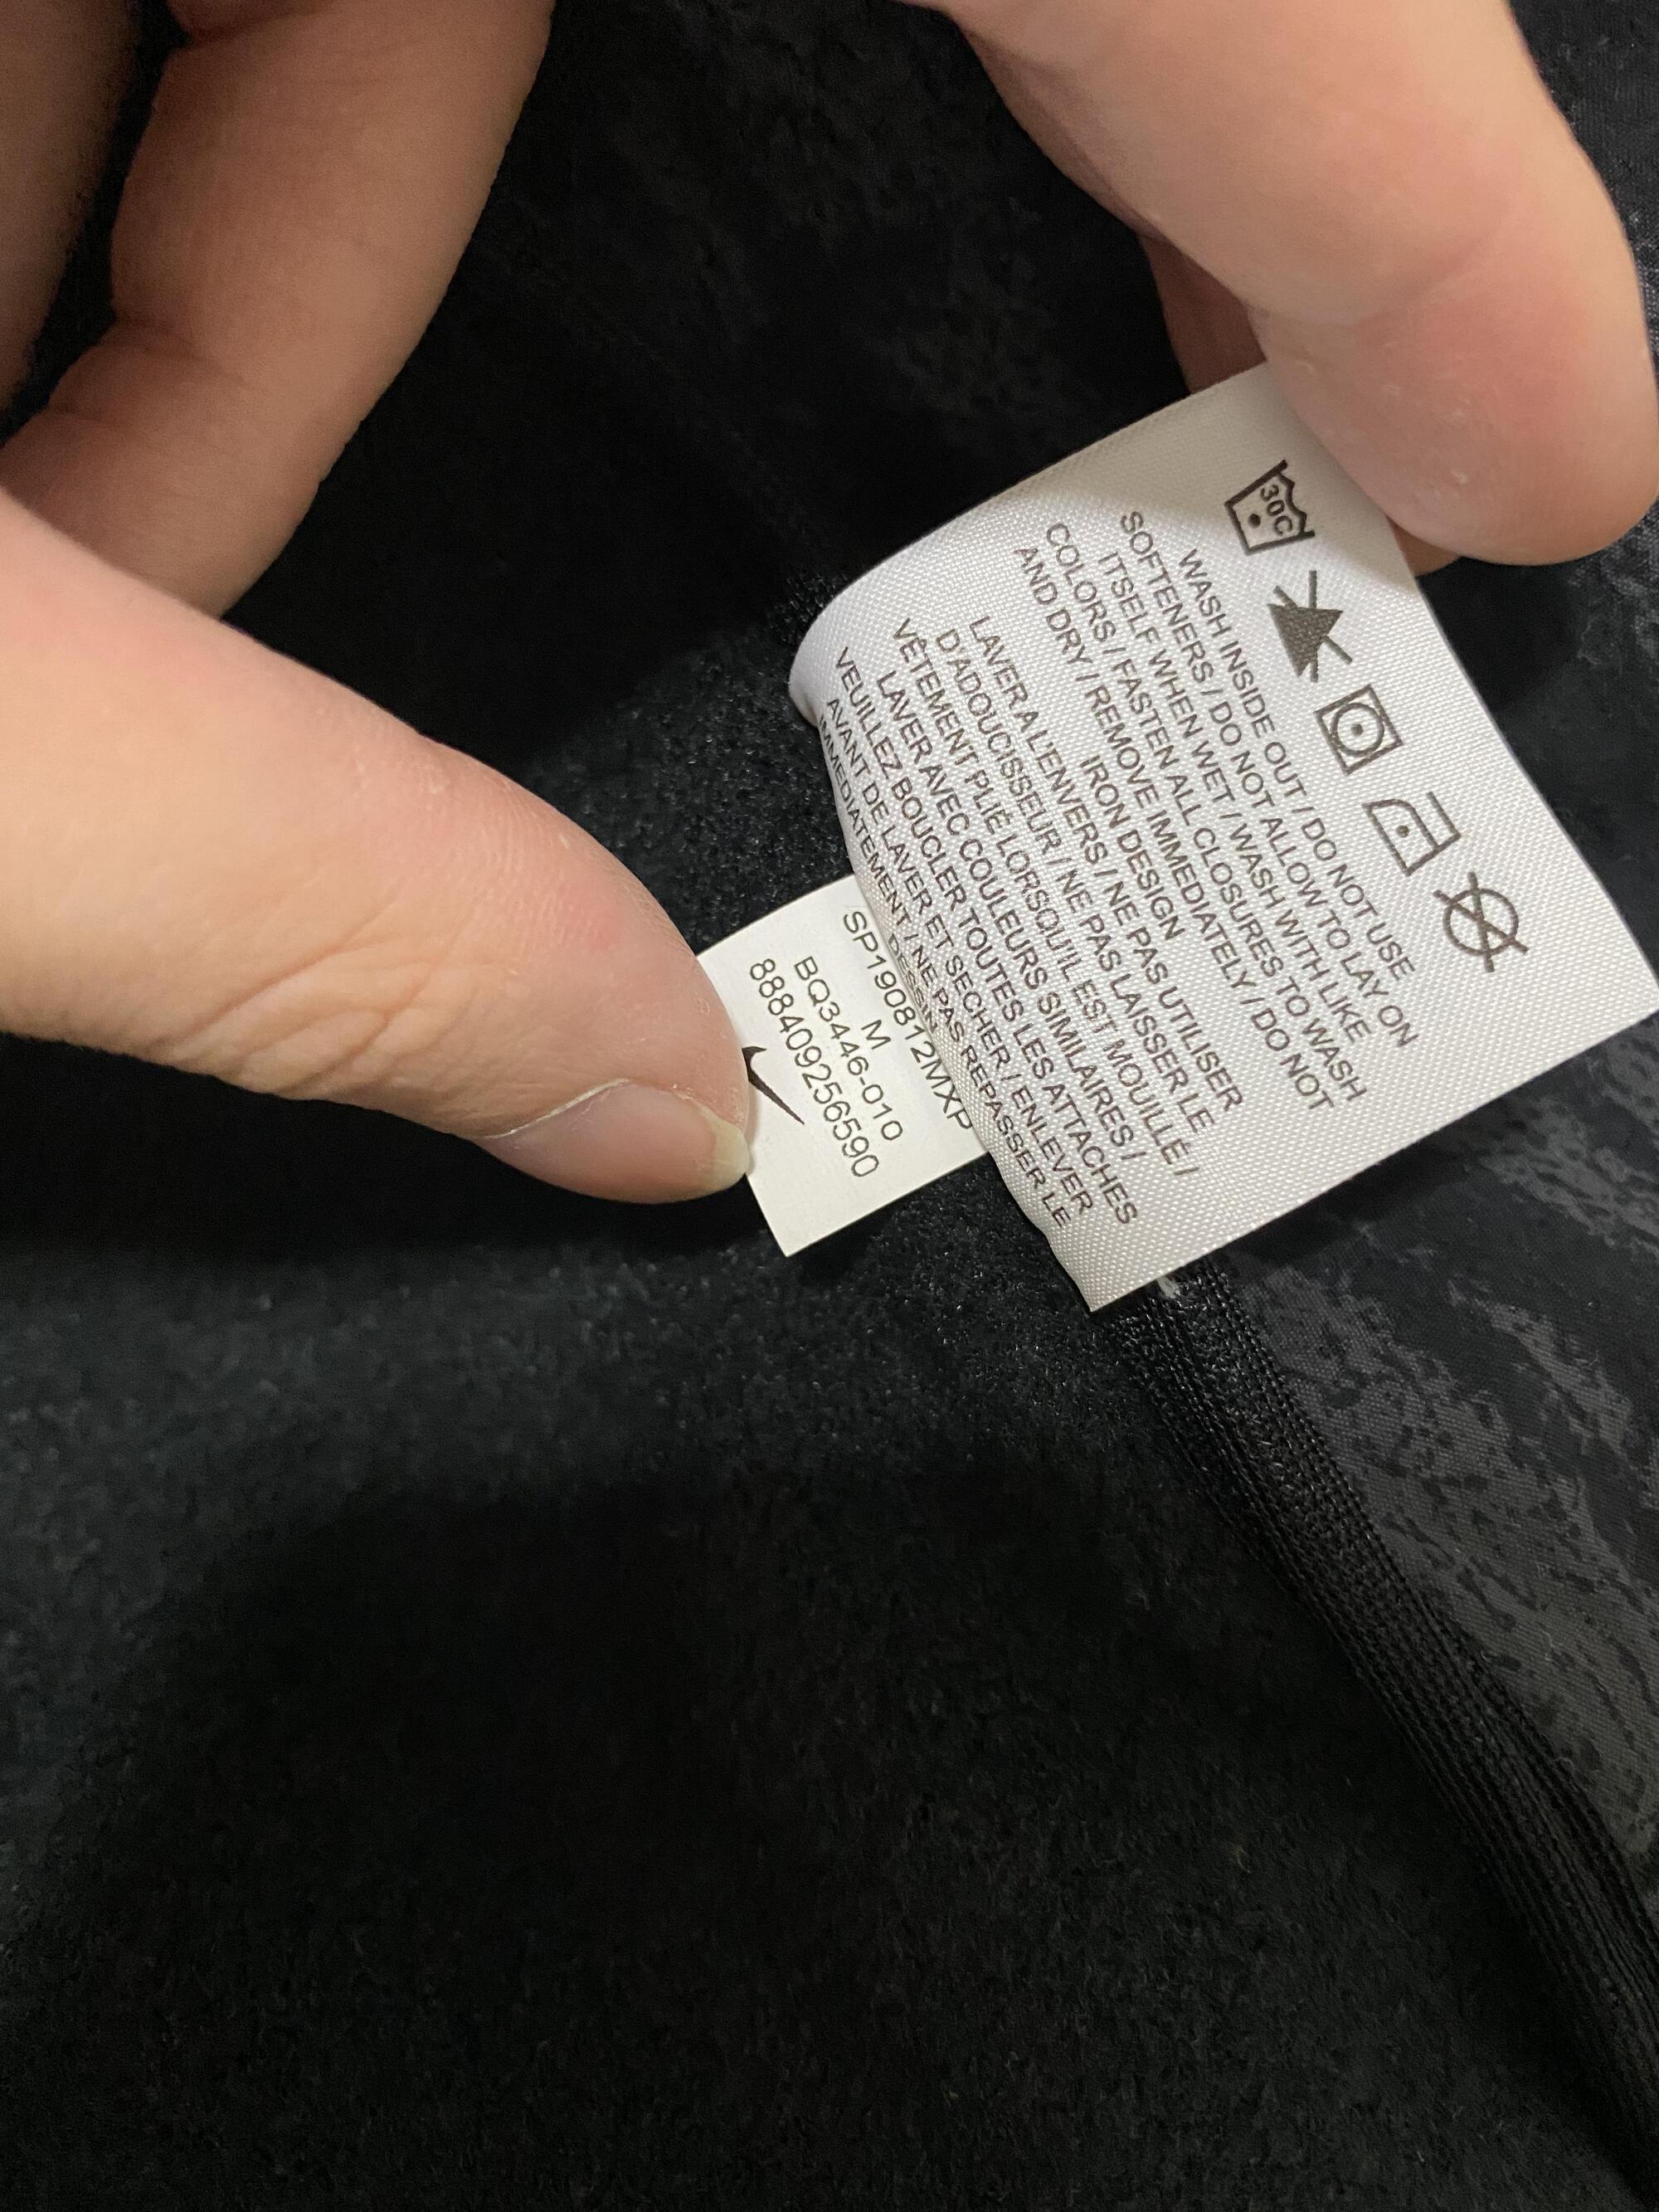 30C
WASH INSIDE OUT / DO NOT USE
SOFTENERS / DO NOT ALLOW TO LAY ON
ITSELF WHEN WET / WASH WITH LIKE
COLORS / FASTEN ALL CLOSURES TO WASH
AND DRY / REMOVE IMMEDIATELY / DO NOT
IRON DESIGN
LAVER A L'ENVERS / NE PAS UTILISER
D'ADOUCISSEUR / NE PAS LAISSER LE
VÊTEMENT PLIÉ LORSQU'IL EST MOUILLÉ /
LAVER AVEC COULEURS SIMILAIRES /
VEUILLEZ BOUCLER TOUTES LES ATTACHES
AVANT DE LAVER ET SECHER / ENLEVER
IMMEDIATEMENT / NE PAS REPASSER LE
DESSIN
SP190812MXP
M
BQ3446-010
888409256590